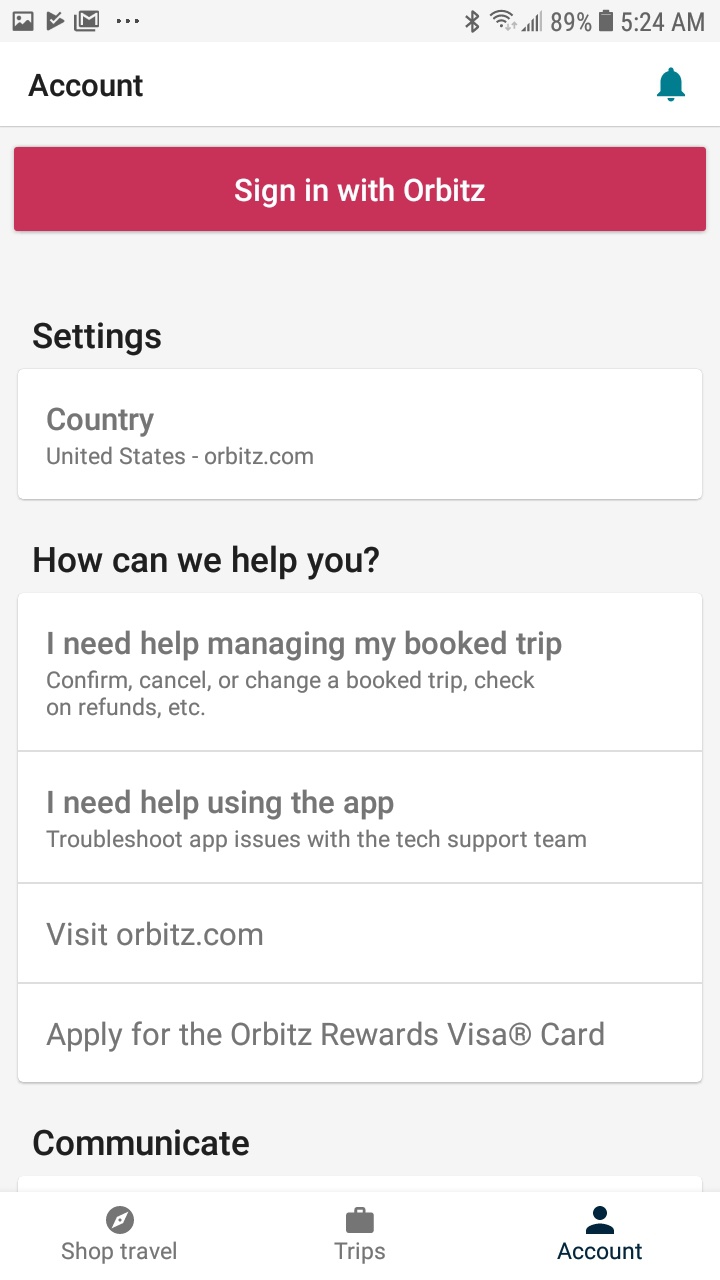 89% 5:24 AM
Account
Sign in with Orbitz
Settings
Country
United States - orbitz.com
How can we help you?
I need help managing my booked trip
Confirm, cancel, or change a booked trip, check
on refunds, etc.
I need help using the app
Troubleshoot app issues with the tech support team
Visit orbitz.com
Apply for the Orbitz Rewards Visa® Card
Communicate
Shop travel
Trips
Account